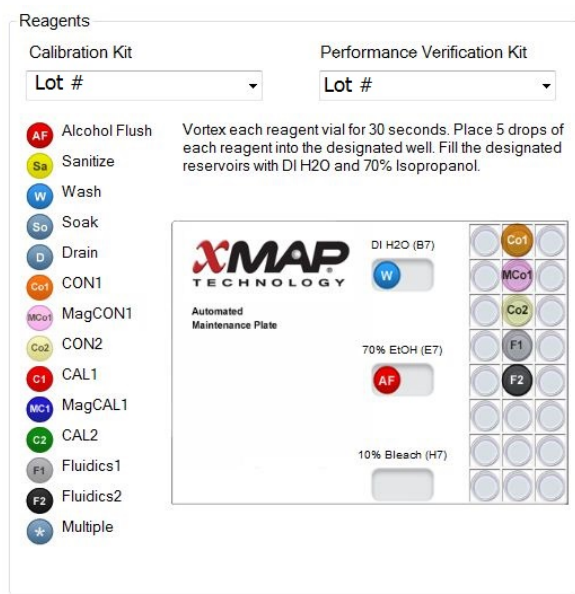 Reagents
Calibration Kit
Performance Verification Kit
Lot #
Lot #
AF Alcohol Flush
Sa Sanitize
W Wash
So Soak
D Drain
Co1 CON1
MCo1 MagCON1
Co2 CON2
C1 CAL1
MC1 MagCAL1
C2 CAL2
F1 Fluidics1
F2 Fluidics2
* Multiple
Vortex each reagent vial for 30 seconds. Place 5 drops of
each reagent into the designated well. Fill the designated
reservoirs with DI H2O and 70% Isopropanol.
xMAP®
TECHNOLOGY
Automated
Maintenance Plate
DI H2O (B7)
W
70% EtOH (E7)
AF
10% Bleach (H7)
Co1
MCo1
Co2
F1
F2